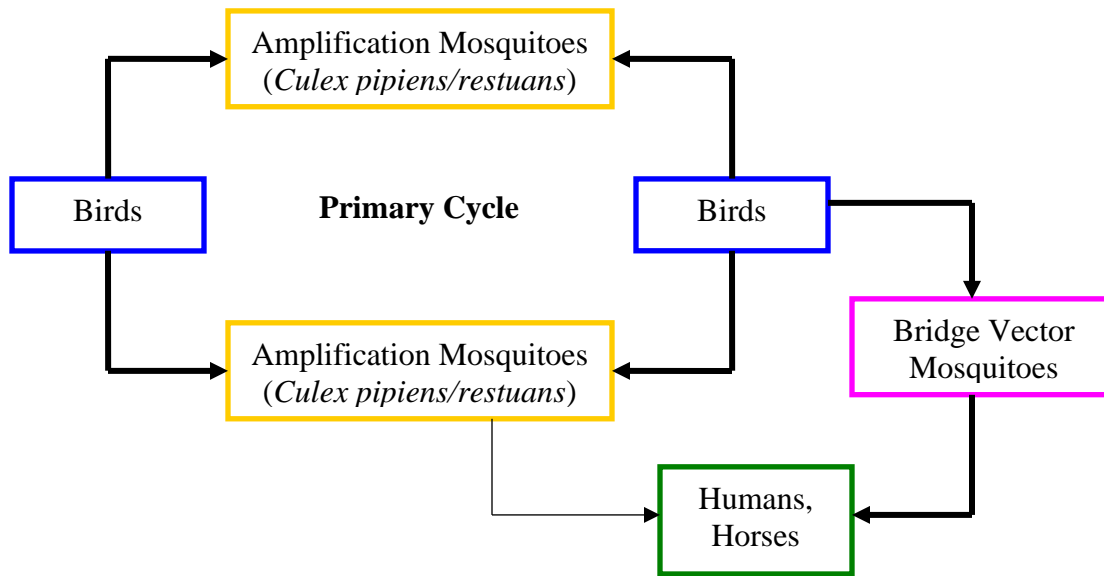 Amplification Mosquitoes
(Culex pipiens/restuans)
Birds
Primary Cycle
Birds
Amplification Mosquitoes
(Culex pipiens/restuans)
Bridge Vector
Mosquitoes
Humans,
Horses